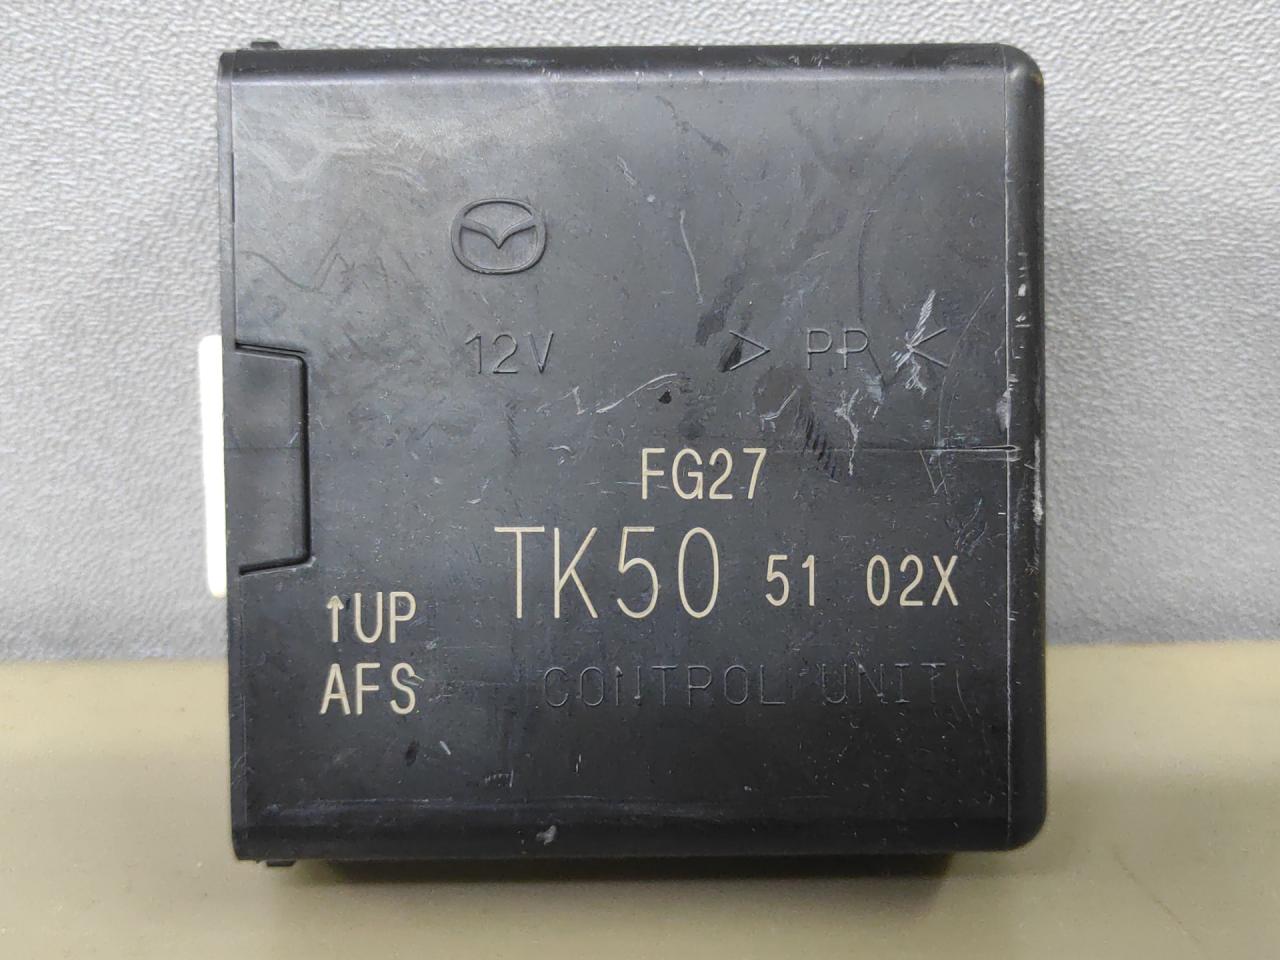 12V > PP <
FG27
TK50 51 02X
↑UP
AFS CONTROL UNIT